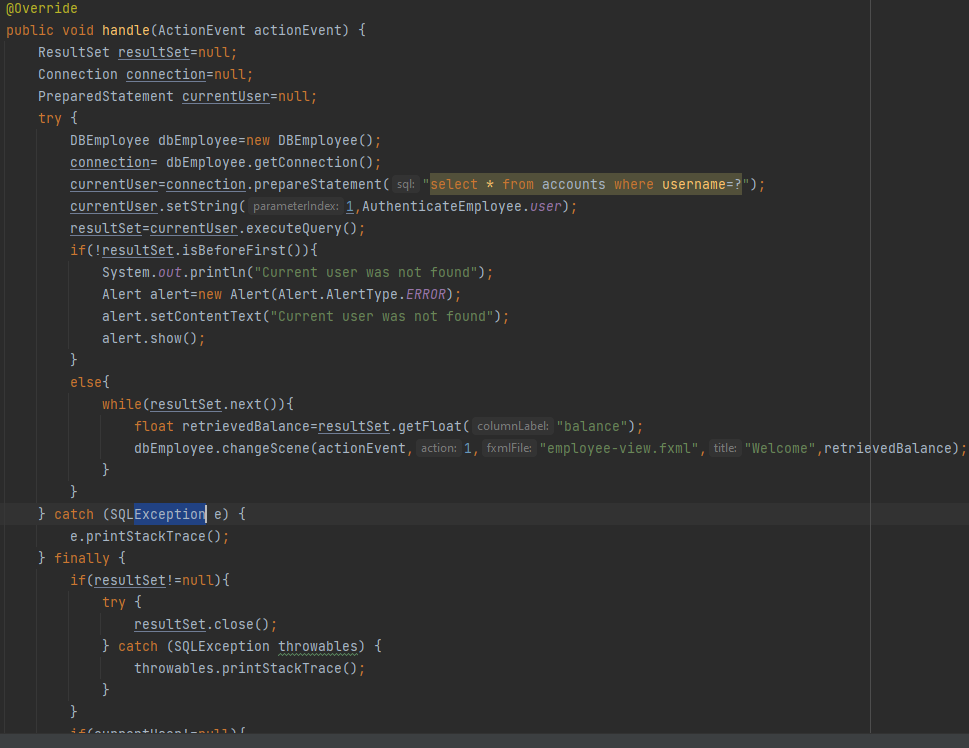 @Override
public void handle(ActionEvent actionEvent) {
    ResultSet resultSet=null;
    Connection connection=null;
    PreparedStatement currentUser=null;
    try {
        DBEmployee dbEmployee=new DBEmployee();
        connection= dbEmployee.getConnection();
        currentUser=connection.prepareStatement( sql: "select * from accounts where username=?");
        currentUser.setString( parameterIndex: 1,AuthenticateEmployee.user);
        resultSet=currentUser.executeQuery();
        if(!resultSet.isBeforeFirst()){
            System.out.println("Current user was not found");
            Alert alert=new Alert(Alert.AlertType.ERROR);
            alert.setContentText("Current user was not found");
            alert.show();
        }
        else{
            while(resultSet.next()){
                float retrievedBalance=resultSet.getFloat( columnLabel: "balance");
                dbEmployee.changeScene(actionEvent, action: 1, fxmlFile: "employee-view.fxml", title: "Welcome",retrievedBalance);
            }
        }
    } catch (SQLException e) {
        e.printStackTrace();
    } finally {
        if(resultSet!=null){
            try {
                resultSet.close();
            } catch (SQLException throwables) {
                throwables.printStackTrace();
            }
        }
        if(currentUser!=null){